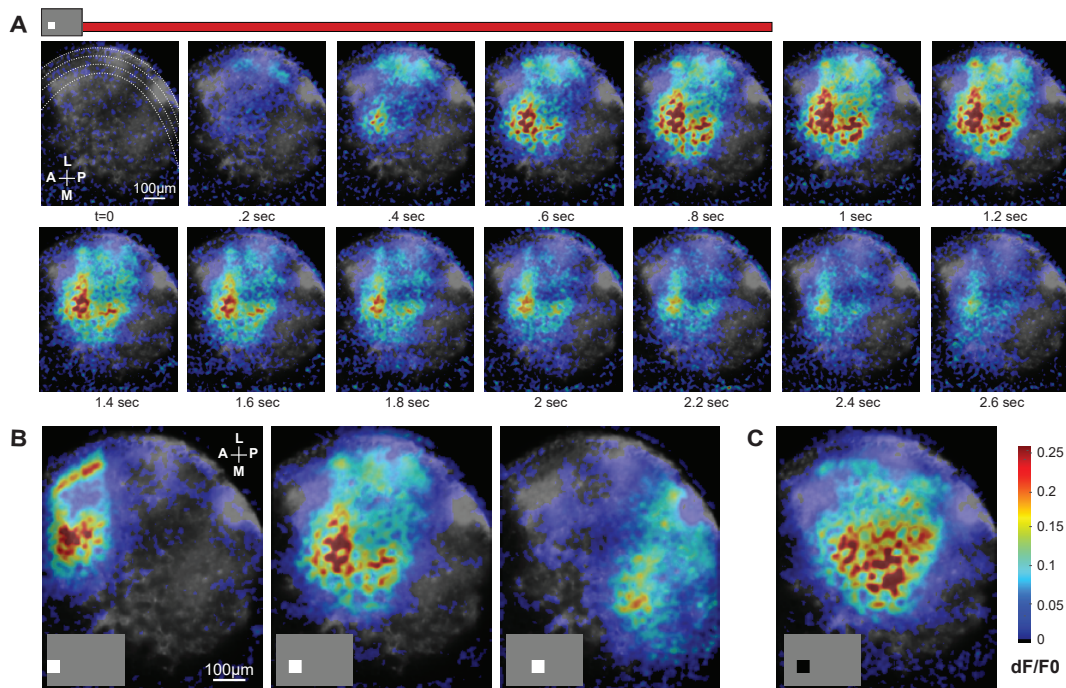 A
L
A P
M
100µm
t=0 .2 sec .4 sec .6 sec .8 sec 1 sec 1.2 sec
1.4 sec 1.6 sec 1.8 sec 2 sec 2.2 sec 2.4 sec 2.6 sec
B
L
A P
M
100µm
C
0.25
0.2
0.15
0.1
0.05
0
dF/F0